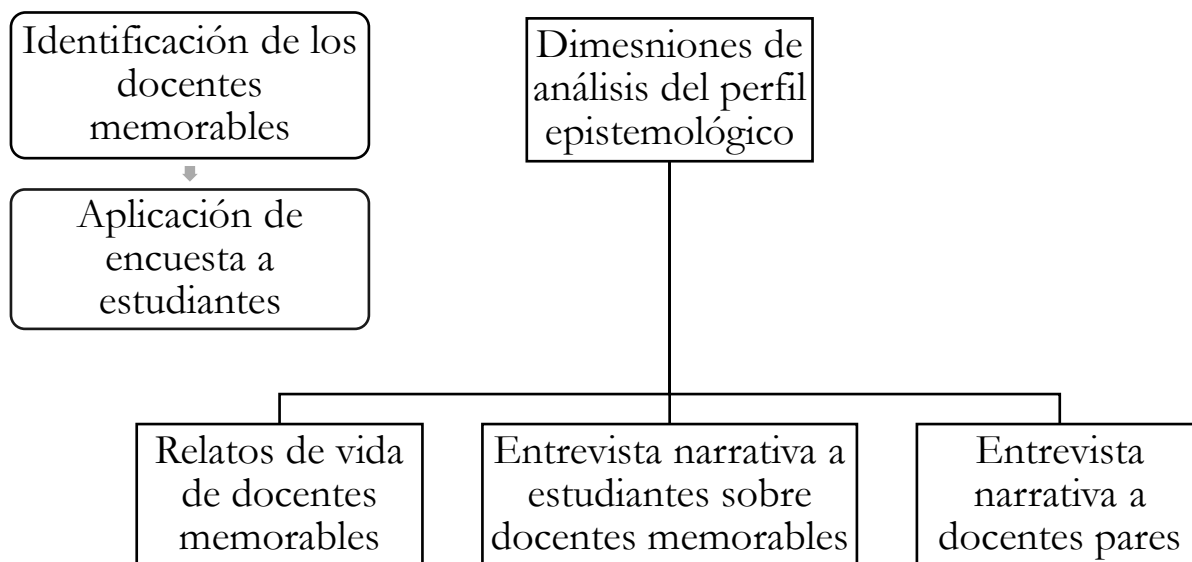 Identificación de los
docentes
memorables
Aplicación de
encuesta a
estudiantes
Dimesniones de
análisis del perfil
epistemológico
Relatos de vida
de docentes
memorables
Entrevista narrativa a
estudiantes sobre
docentes memorables
Entrevista
narrativa a
docentes pares